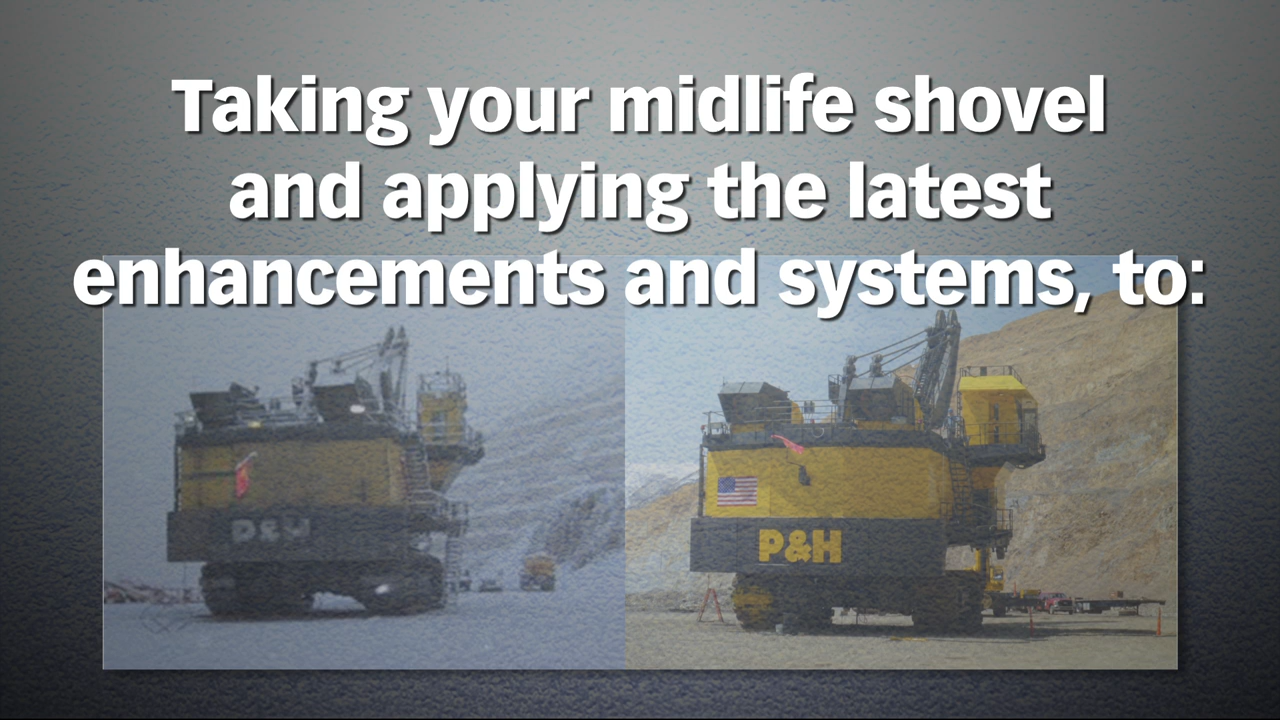 Taking your midlife shovel
and applying the latest
enhancements and systems, to:
P&H
P&H